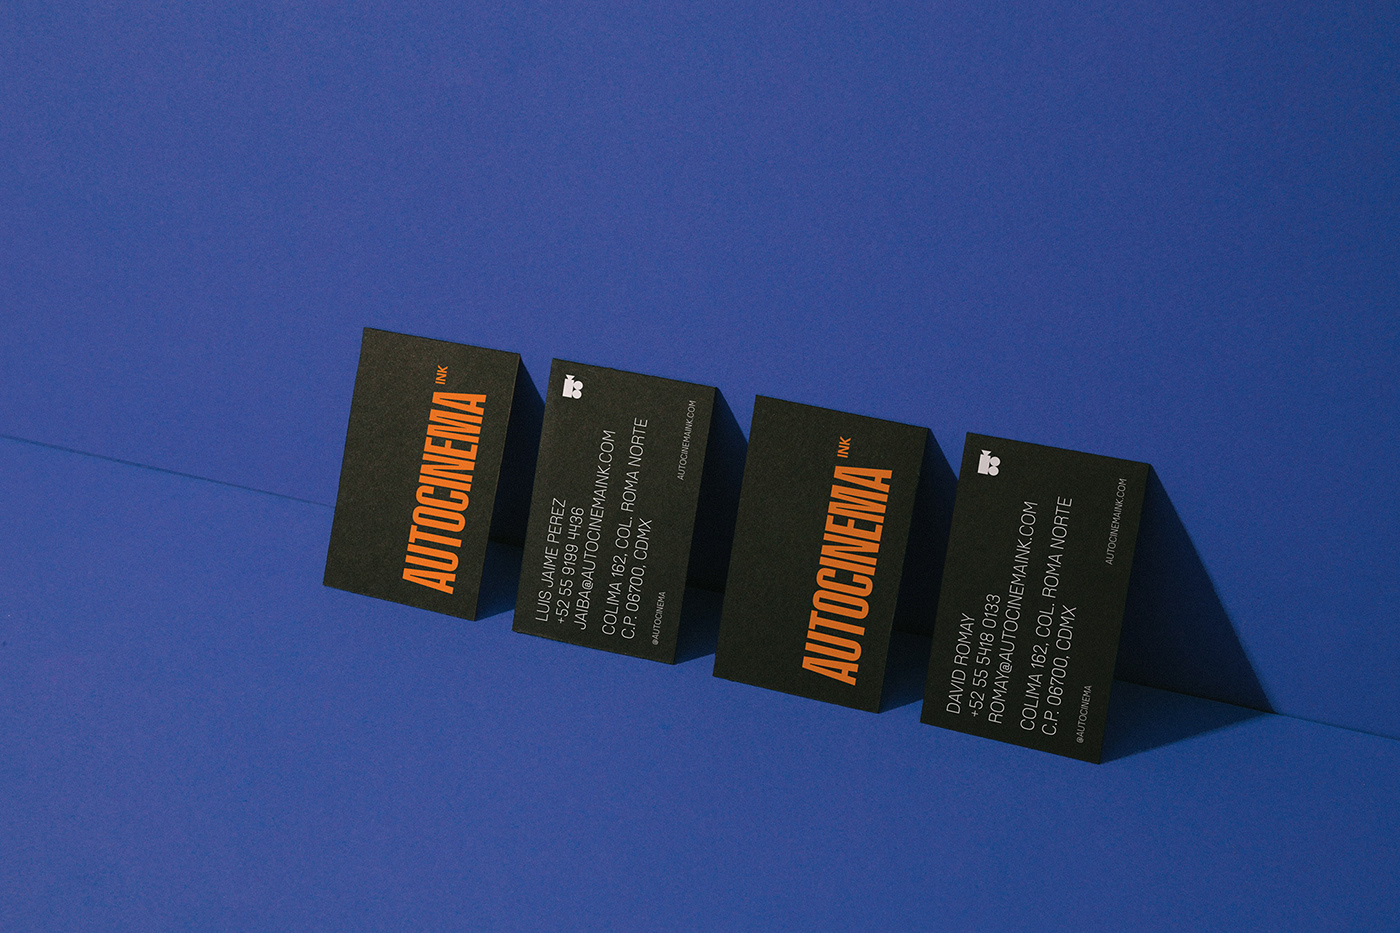 AUTOCINEMA INK
LUIS JAIME PEREZ
+52 55 9199 4436
JAIBA@AUTOCINEMAINK.COM
COLIMA 162, COL. ROMA NORTE
C.P. 06700, CDMX
@AUTOCINEMA
AUTOCINEMAINK.COM
AUTOCINEMA INK
DAVID ROMAY
+52 55 5418 0133
ROMAY@AUTOCINEMAINK.COM
COLIMA 162, COL. ROMA NORTE
C.P. 06700, CDMX
@AUTOCINEMA
AUTOCINEMAINK.COM